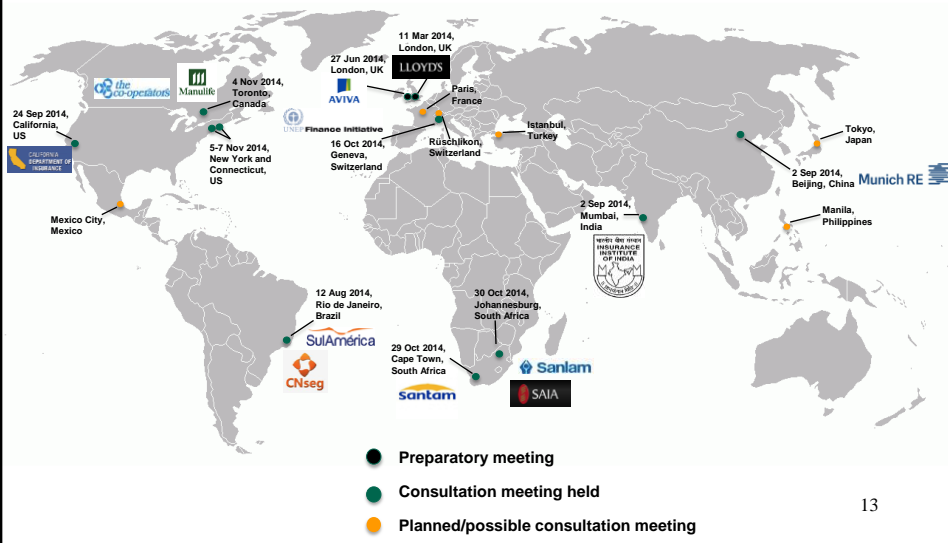 11 Mar 2014,
London, UK
LLOYD'S
27 Jun 2014,
London, UK
AVIVA
the
co-operators
Manulife
4 Nov 2014,
Toronto,
Canada
Paris,
France
24 Sep 2014,
California,
US
CALIFORNIA
DEPARTMENT OF
INSURANCE
UNEP Finance Initiative
5-7 Nov 2014,
New York and
Connecticut,
US
16 Oct 2014,
Geneva,
Switzerland
Rüschlikon,
Switzerland
Istanbul,
Turkey
Tokyo,
Japan
2 Sep 2014,
Beijing, China
Munich RE
Mexico City,
Mexico
2 Sep 2014,
Mumbai,
India
भारतीय बीमा संस्थान
INSURANCE
INSTITUTE
OF INDIA
Manila,
Philippines
12 Aug 2014,
Rio de Janeiro,
Brazil
SulAmérica
CNseg
30 Oct 2014,
Johannesburg,
South Africa
29 Oct 2014,
Cape Town,
South Africa
santam
Sanlam
SAIA
Preparatory meeting
Consultation meeting held
Planned/possible consultation meeting
13